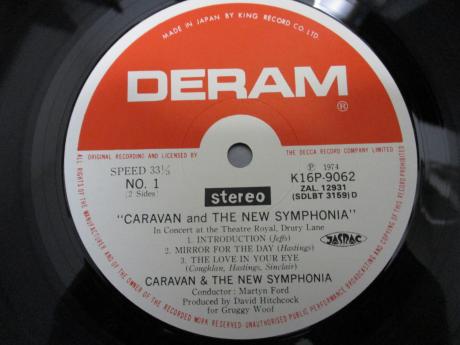 MADE IN JAPAN BY KING RECORD CO. LTD.
DERAM
®
ORIGINAL RECORDING AND LICENSED BY THE DECCA RECORD COMPANY LIMITED
SPEED 33⅓
NO. 1
(2 Sides)
stereo
Ⓟ 1974
K16P-9062
ZAL. 12931
(SDLBT 3159) D
"CARAVAN and THE NEW SYMPHONIA"
In Concert at the Theatre Royal, Drury Lane
1. INTRODUCTION (Jeffs)
2. MIRROR FOR THE DAY (Hastings)
3. THE LOVE IN YOUR EYE
(Coughlan, Hastings, Sinclair)
JASRAC
CARAVAN & THE NEW SYMPHONIA
Conductor: Martyn Ford
Produced by David Hitchcock
for Gruggy Woof
ALL RIGHTS OF THE MANUFACTURER AND OF THE OWNER OF THE RECORDED WORK RESERVED-UNAUTHORISED PUBLIC PERFORMANCE BROADCASTING AND COPYING OF THIS RECORD PROHIBITED